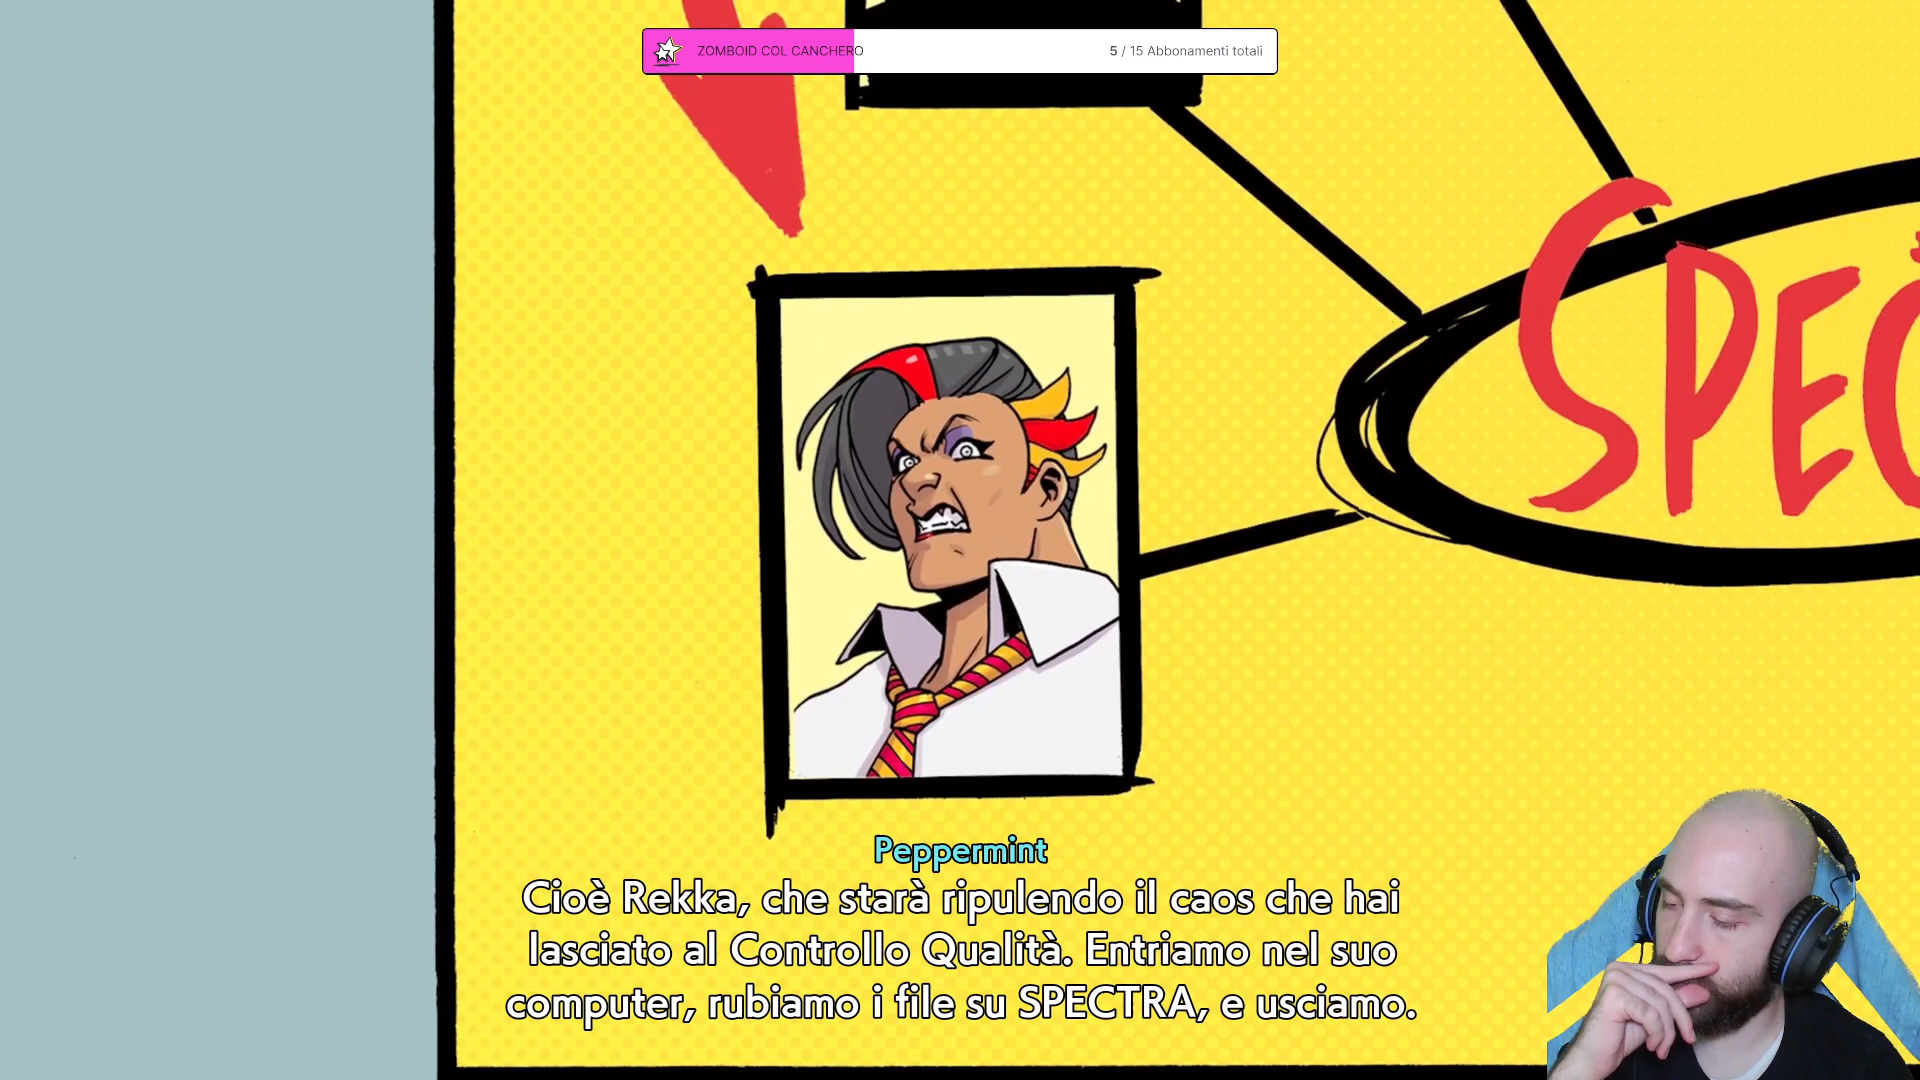 ZOMBOID COL CANCHERO
5 / 15 Abbonamenti totali
SPEC
Peppermint
Cioè Rekka, che starà ripulendo il caos che hai
lasciato al Controllo Qualità. Entriamo nel suo
computer, rubiamo i file su SPECTRA, e usciamo.